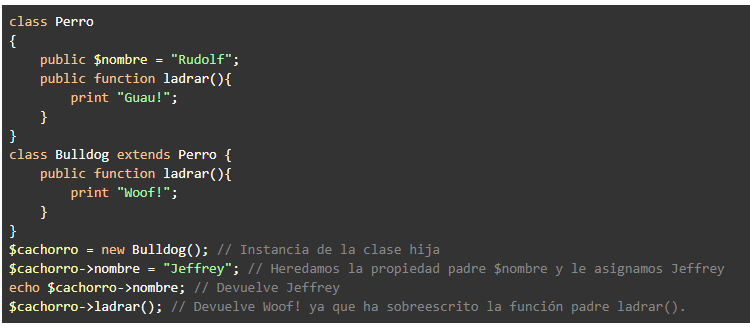 class Perro
{
    public $nombre = "Rudolf";
    public function ladrar(){
        print "Guau!";
    }
}
class Bulldog extends Perro {
    public function ladrar(){
        print "Woof!";
    }
}
$cachorro = new Bulldog(); // Instancia de la clase hija
$cachorro->nombre = "Jeffrey"; // Heredamos la propiedad padre $nombre y le asignamos Jeffrey
echo $cachorro->nombre; // Devuelve Jeffrey
$cachorro->ladrar(); // Devuelve Woof! ya que ha sobreescrito la función padre ladrar().